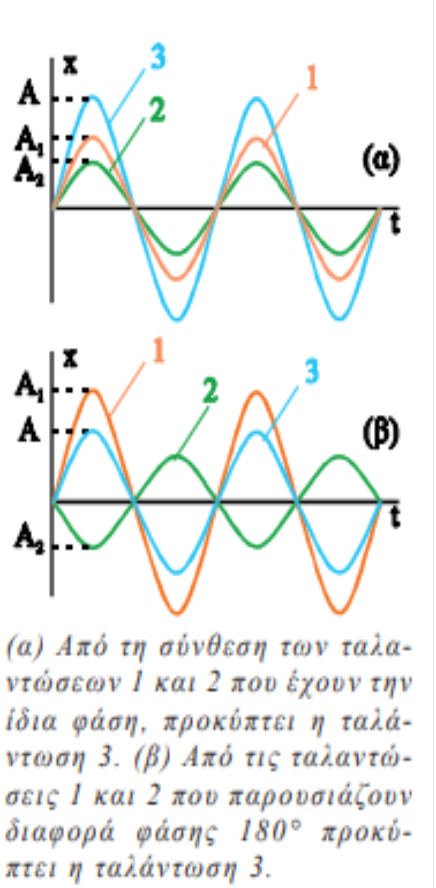 x
3
A
1
2
A₁
A₂
(α)
t
x
1
A₁
2
3
A
(β)
t
A₂
(α) Από τη σύνθεση των ταλα-
ντώσεων 1 και 2 που έχουν την
ίδια φάση, προκύπτει η ταλά-
ντωση 3. (β) Από τις ταλαντώ-
σεις 1 και 2 που παρουσιάζουν
διαφορά φάσης 180° προκύ-
πτει η ταλάντωση 3.